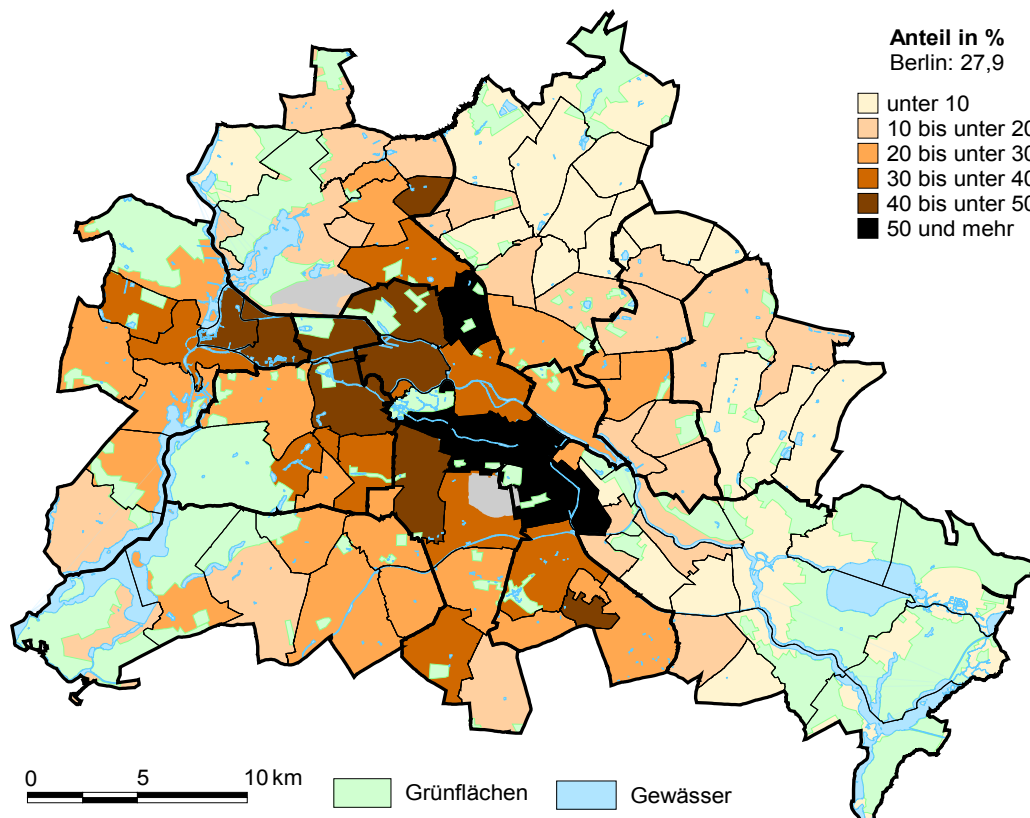 Anteil in %
Berlin: 27,9
unter 10
10 bis unter 20
20 bis unter 30
30 bis unter 40
40 bis unter 50
50 und mehr
0 5 10 km
Grünflächen Gewässer